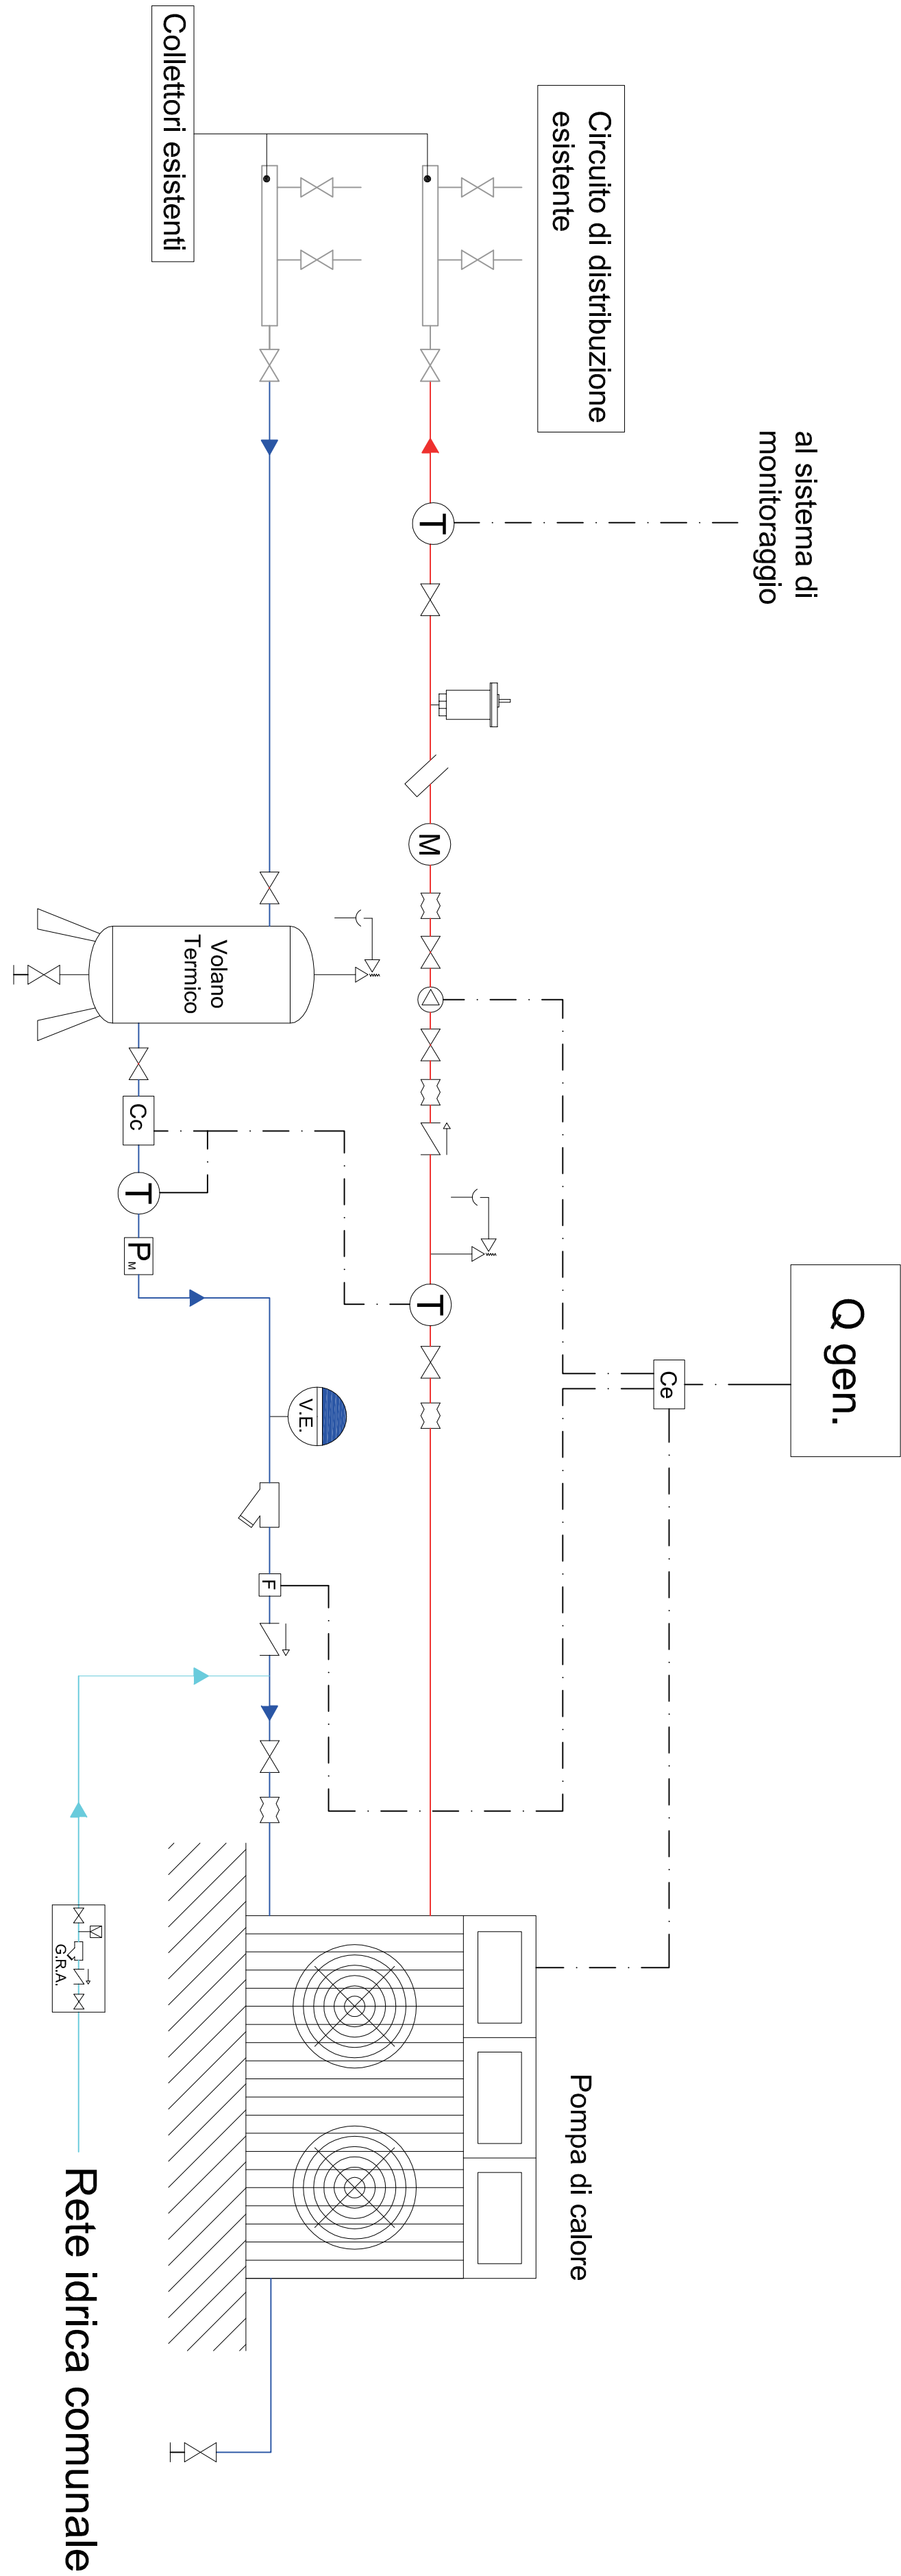 Collettori esistenti
Circuito di distribuzione
esistente
al sistema di
monitoraggio
T
M
Volano
Termico
Cc
T
PM
T
Q gen.
Ce
V.E.
F
G.R.A.
Pompa di calore
Rete idrica comunale